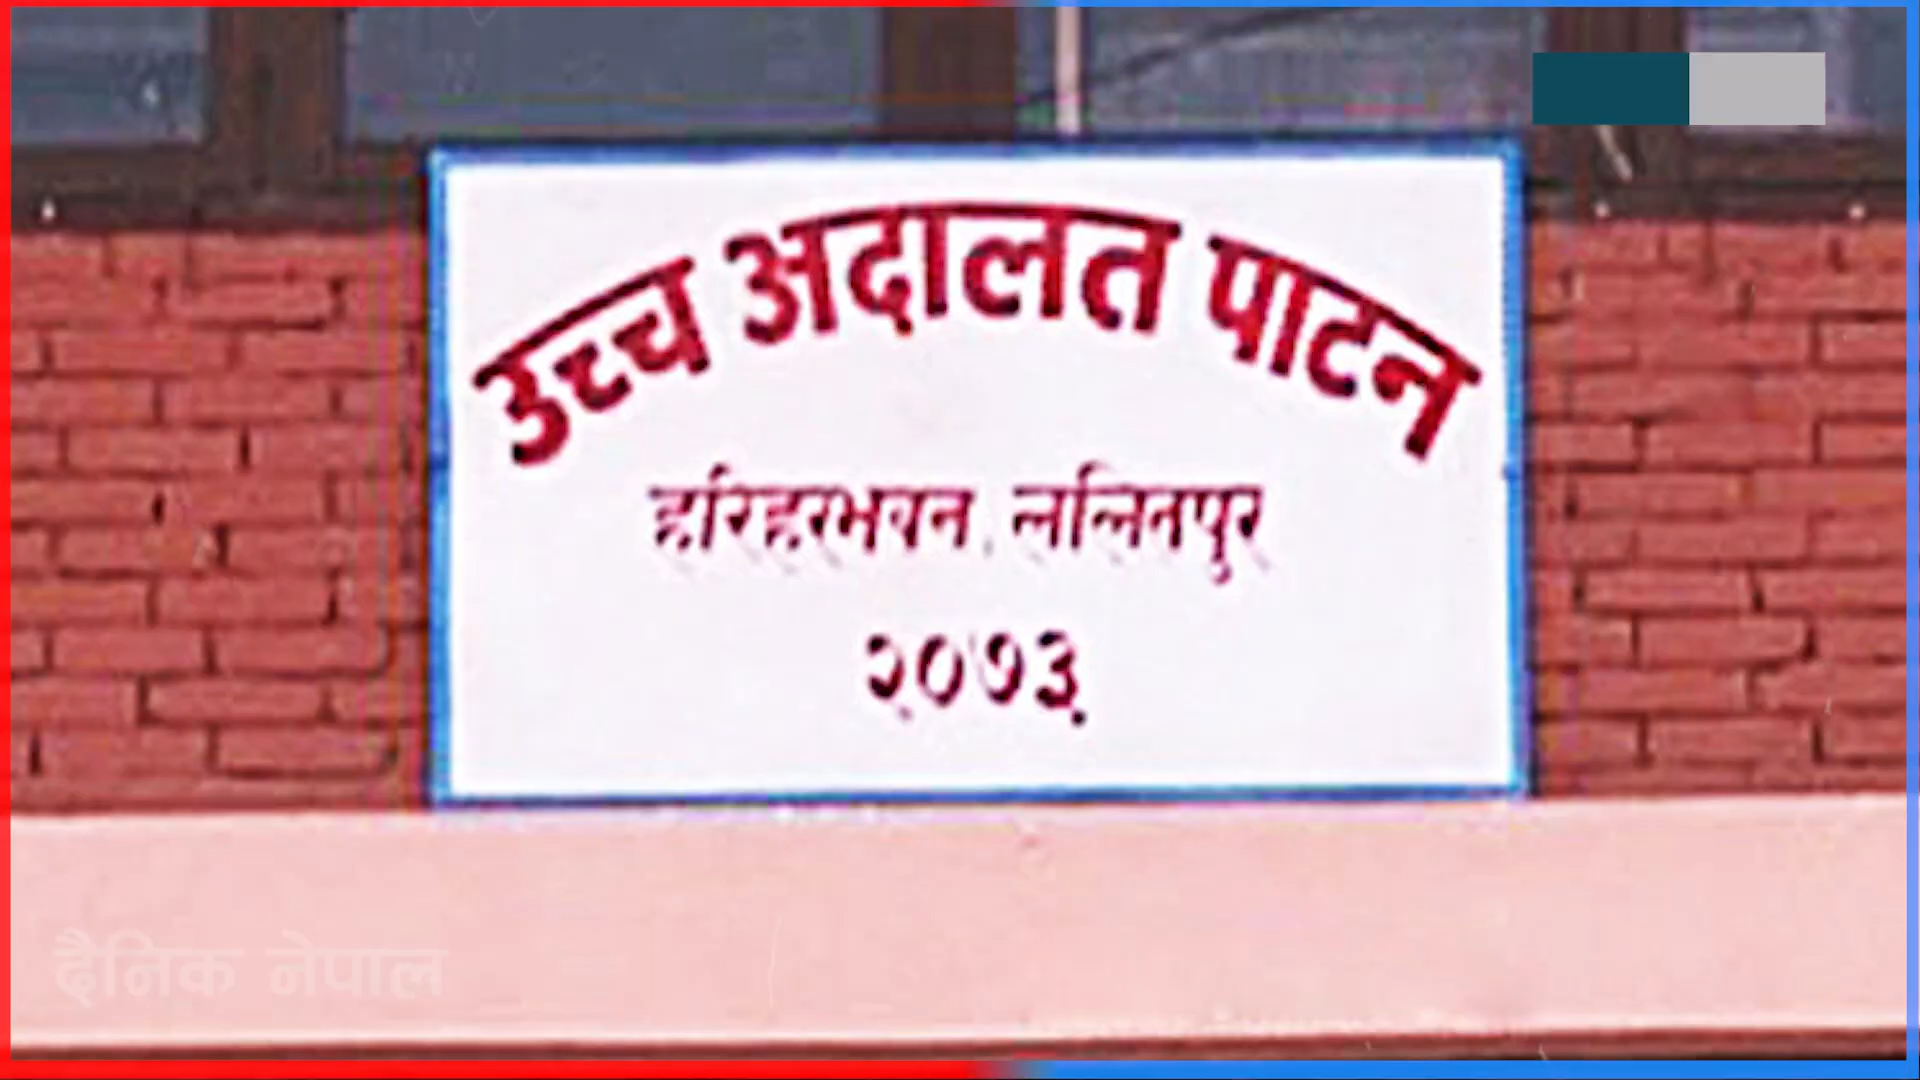 उच्च अदालत पाटन
हरिहरभवन, ललितपुर
२०७३
दैनिक नेपाल